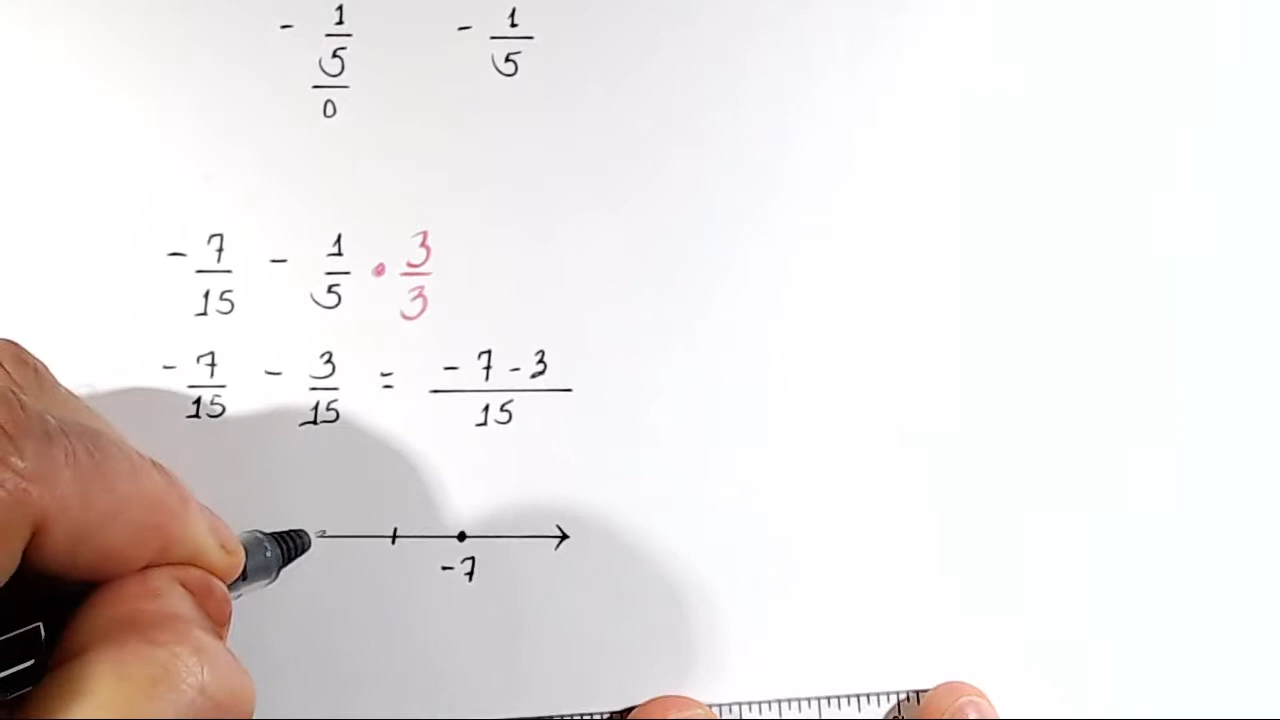 - 1/5/0 - 1/5
- 7/15 - 1/5 • 3/3
- 7/15 - 3/15 = - 7 - 3/15
-7